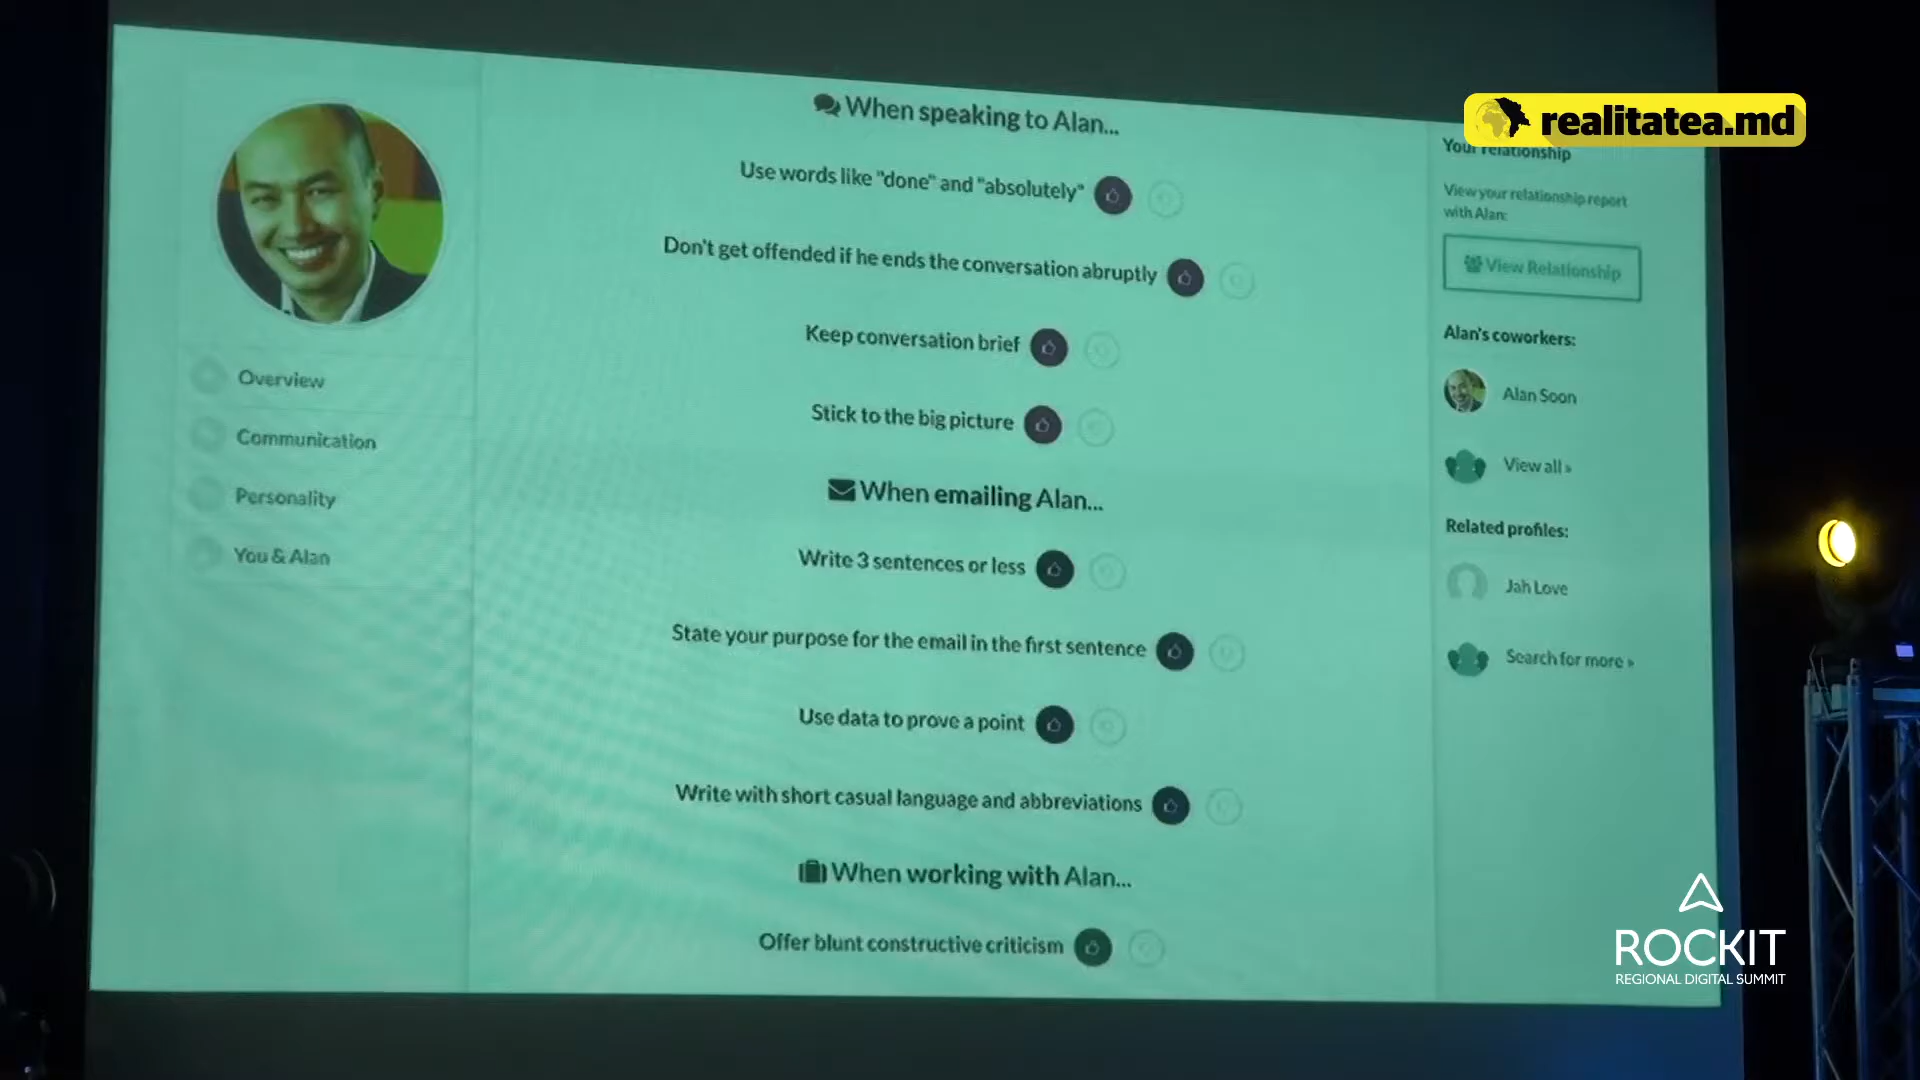 When speaking to Alan...
Use words like "done" and "absolutely"
Don't get offended if he ends the conversation abruptly
Keep conversation brief
Stick to the big picture
When emailing Alan...
Write 3 sentences or less
State your purpose for the email in the first sentence
Use data to prove a point
Write with short casual language and abbreviations
When working with Alan...
Offer blunt constructive criticism
Overview
Communication
Personality
You & Alan
realitatea.md
Your relationship
View your relationship report
with Alan:
View Relationship
Alan's coworkers:
Alan Soon
View all »
Related profiles:
Jah Love
Search for more »
ROCKIT
REGIONAL DIGITAL SUMMIT